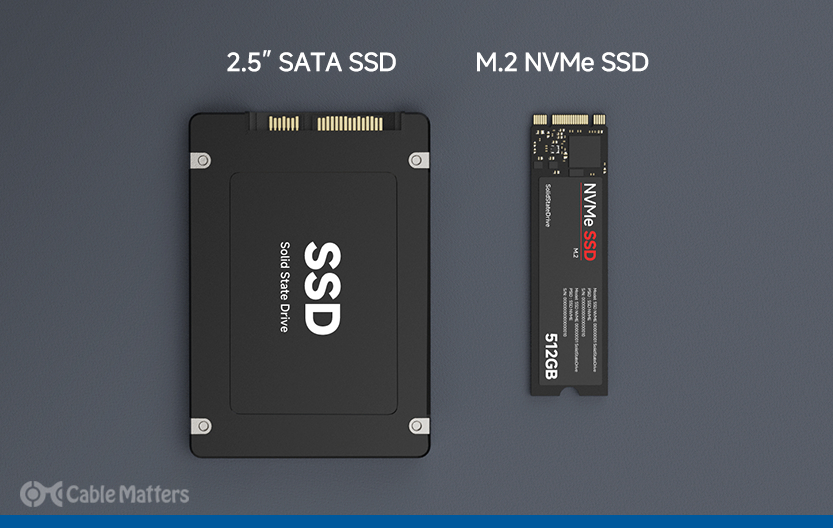 2.5" SATA SSD
M.2 NVMe SSD
SSD
Solid State Drive
NVMe SSD
M.2
SolidStateDrive
512GB
Cable Matters